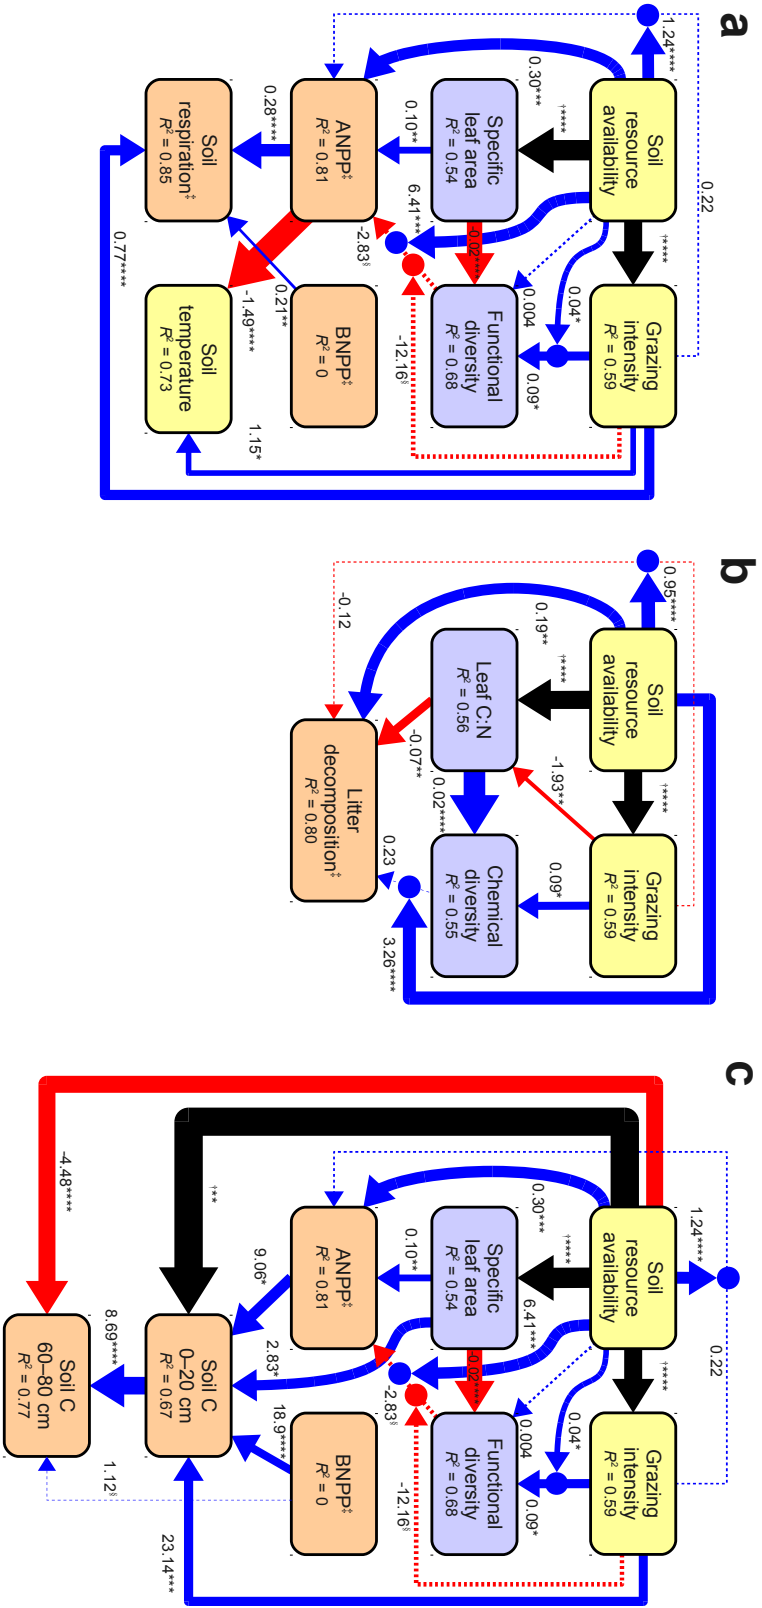 a
1.24****
0.22
Soil
resource
availability
†****
Grazing
intensity
R² = 0.59
0.30***
†****
0.004
0.04*
0.09*
Specific
leaf area
R² = 0.54
-0.02****
Functional
diversity
R² = 0.68
0.10**
6.41***
-2.83§
-12.16§
ANPP‡
R² = 0.81
BNPP‡
R² = 0
0.28****
-1.49****
0.21**
1.15*
Soil
respiration‡
R² = 0.85
Soil
temperature
R² = 0.73
0.77****
b
0.95****
Soil
resource
availability
†****
Grazing
intensity
R² = 0.59
0.19**
†****
-1.93**
0.09*
Leaf C:N
R² = 0.56
0.02****
Chemical
diversity
R² = 0.55
-0.12
-0.07**
0.23
3.26****
Litter
decomposition‡
R² = 0.80
c
1.24****
0.22
Soil
resource
availability
†****
Grazing
intensity
R² = 0.59
0.30***
†****
0.004
0.04*
0.09*
Specific
leaf area
R² = 0.54
Functional
diversity
R² = 0.68
0.10**
6.41***
-2.83§
-12.16§
ANPP‡
R² = 0.81
BNPP‡
R² = 0
†**
9.06*
2.83*
18.9****
Soil C
0–20 cm
R² = 0.67
23.14***
-4.48****
8.69****
1.12§
Soil C
60–80 cm
R² = 0.77